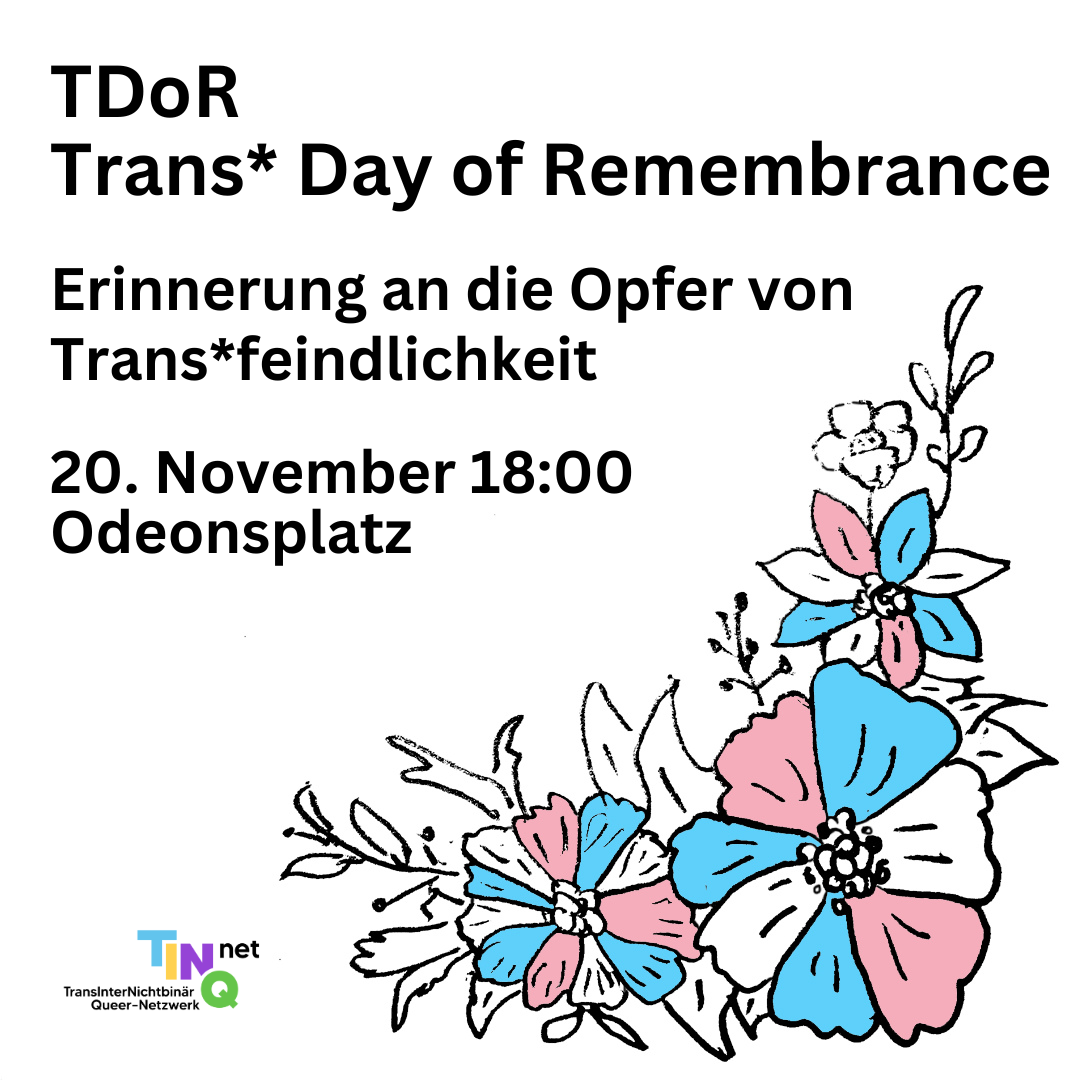 TDoR
Trans* Day of Remembrance
Erinnerung an die Opfer von
Trans*feindlichkeit
20. November 18:00
Odeonsplatz
TINQ net
TransInterNichtbinär
Queer-Netzwerk